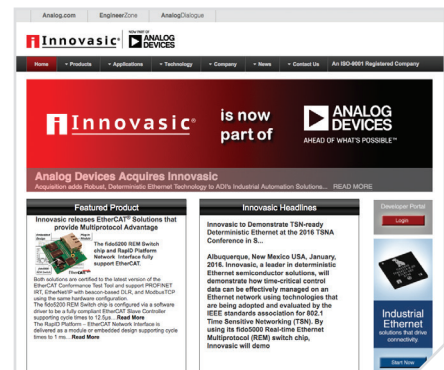 Analog.com EngineerZone AnalogDialogue
Innovasic NOW PART OF ANALOG DEVICES
Home Products Applications Technology Company News Contact Us An ISO-9001 Registered Company
Innovasic® is now part of ANALOG DEVICES
AHEAD OF WHAT'S POSSIBLE™
Analog Devices Acquires Innovasic
Acquisition adds Robust, Deterministic Ethernet Technology to ADI's Industrial Automation Solutions... READ MORE
Featured Product
Innovasic releases EtherCAT® Solutions that
provide Multiprotocol Advantage
The fido5200 REM Switch
chip and RapID Platform
Network Interface fully
support EtherCAT.
EtherCAT
Both solutions are certified to the latest version of the
EtherCAT Conformance Test Tool and support PROFINET
IRT, EtherNet/IP with beacon-based DLR, and ModbusTCP
using the same hardware configuration.
The fido5200 REM Switch chip is configured via a software
driver to be a fully compliant EtherCAT Slave Controller
supporting cycle times to 12.5µs...Read More
The RapID Platform – EtherCAT Network Interface is
delivered as a module or embedded design supporting cycle
times to 1 ms...Read More
Innovasic Headlines
Innovasic to Demonstrate TSN-ready
Deterministic Ethernet at the 2016 TSNA
Conference in S...
Albuquerque, New Mexico USA, January,
2016. Innovasic, a leader in deterministic
Ethernet semiconductor solutions, will
demonstrate how time-critical control
data can be effectively managed on an
Ethernet network using technologies that
are being adopted and evaluated by the
IEEE standards association for 802.1
Time Sensitive Networking (TSN). By
using its fido5000 Real-time Ethernet
Multiprotocol (REM) switch chip,
Innovasic will demo
Developer Portal
Login
Industrial
Ethernet
solutions that drive
connectivity
Start Now